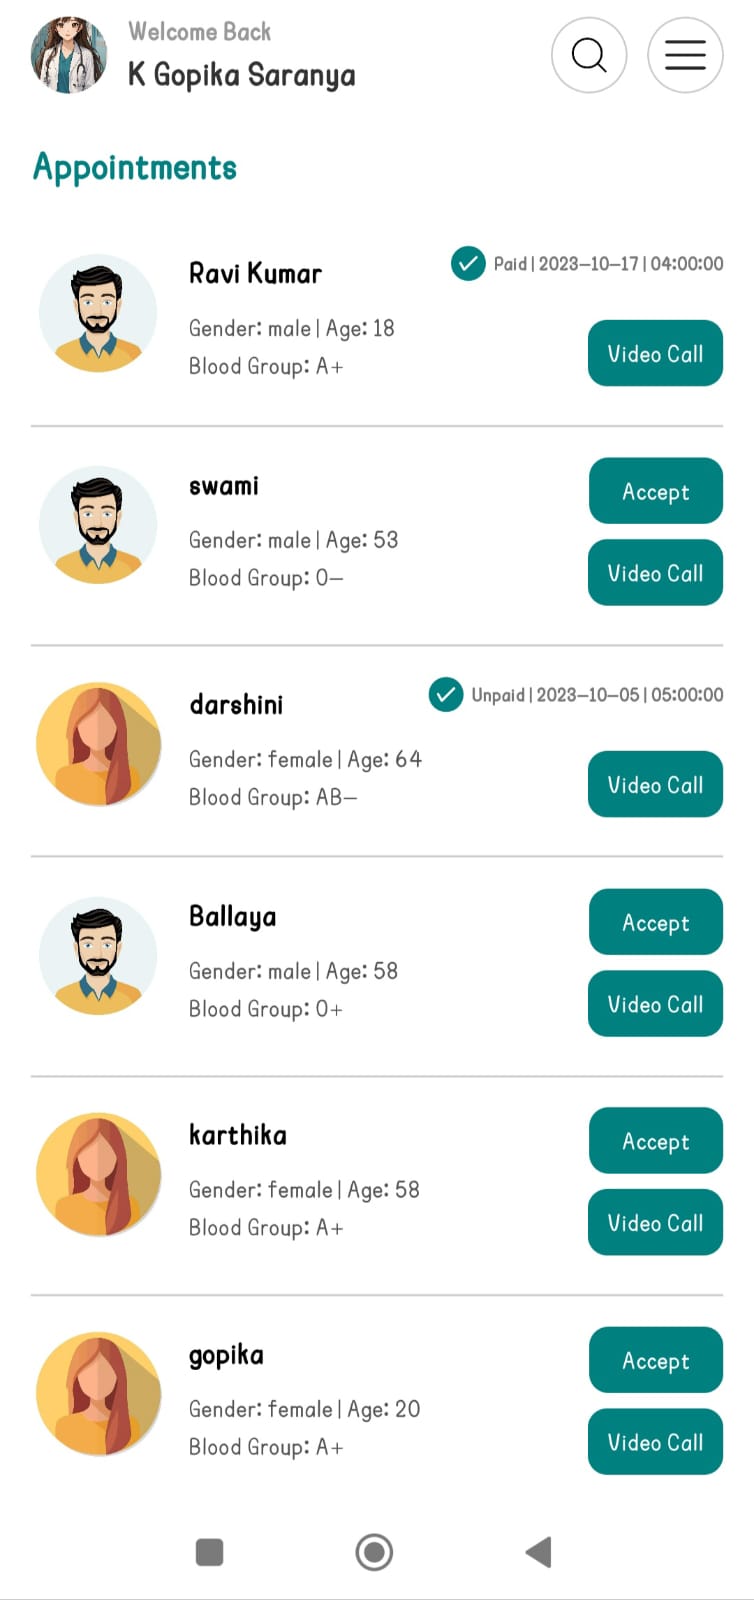 Welcome Back
K Gopika Saranya
Appointments
Ravi Kumar
Paid | 2023-10-17 | 04:00:00
Gender: male | Age: 18
Blood Group: A+
Video Call
swami
Accept
Gender: male | Age: 53
Blood Group: O-
Video Call
darshini
Unpaid | 2023-10-05 | 05:00:00
Gender: female | Age: 64
Blood Group: AB-
Video Call
Ballaya
Accept
Gender: male | Age: 58
Blood Group: O+
Video Call
karthika
Accept
Gender: female | Age: 58
Blood Group: A+
Video Call
gopika
Accept
Gender: female | Age: 20
Blood Group: A+
Video Call